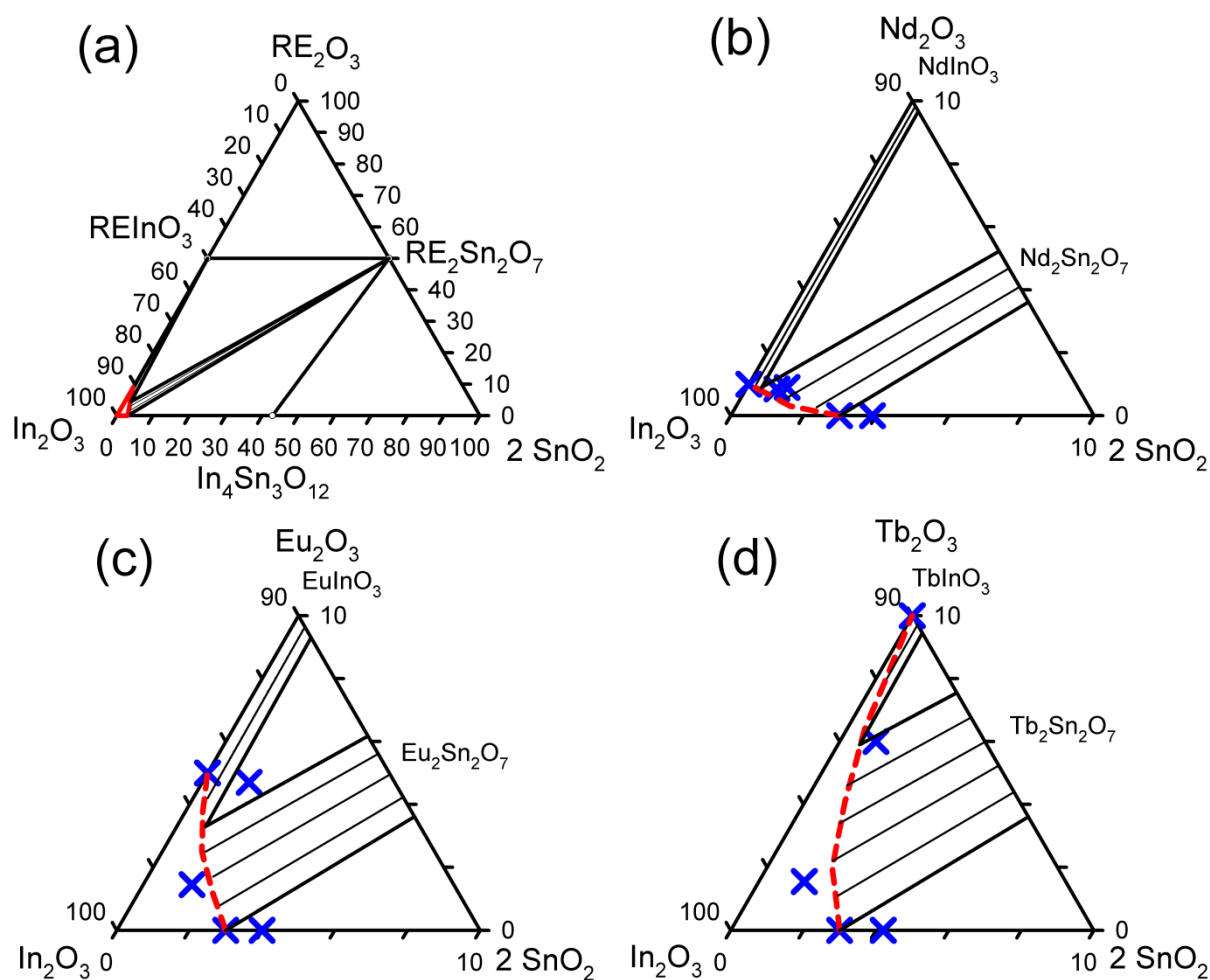 (a)
RE₂O₃
0
100
10
90
20
80
30
70
40
60
REInO₃
RE₂Sn₂O₇
60
40
70
30
80
20
90
10
100
0
In₂O₃
0 10 20 30 40 50 60 70 80 90 100
2 SnO₂
In₄Sn₃O₁₂
(b)
Nd₂O₃
NdInO₃
90
10
Nd₂Sn₂O₇
100
0
In₂O₃
0
10
2 SnO₂
(c)
Eu₂O₃
EuInO₃
90
10
Eu₂Sn₂O₇
100
0
In₂O₃
0
10
2 SnO₂
(d)
Tb₂O₃
TbInO₃
90
10
Tb₂Sn₂O₇
100
0
In₂O₃
0
10
2 SnO₂